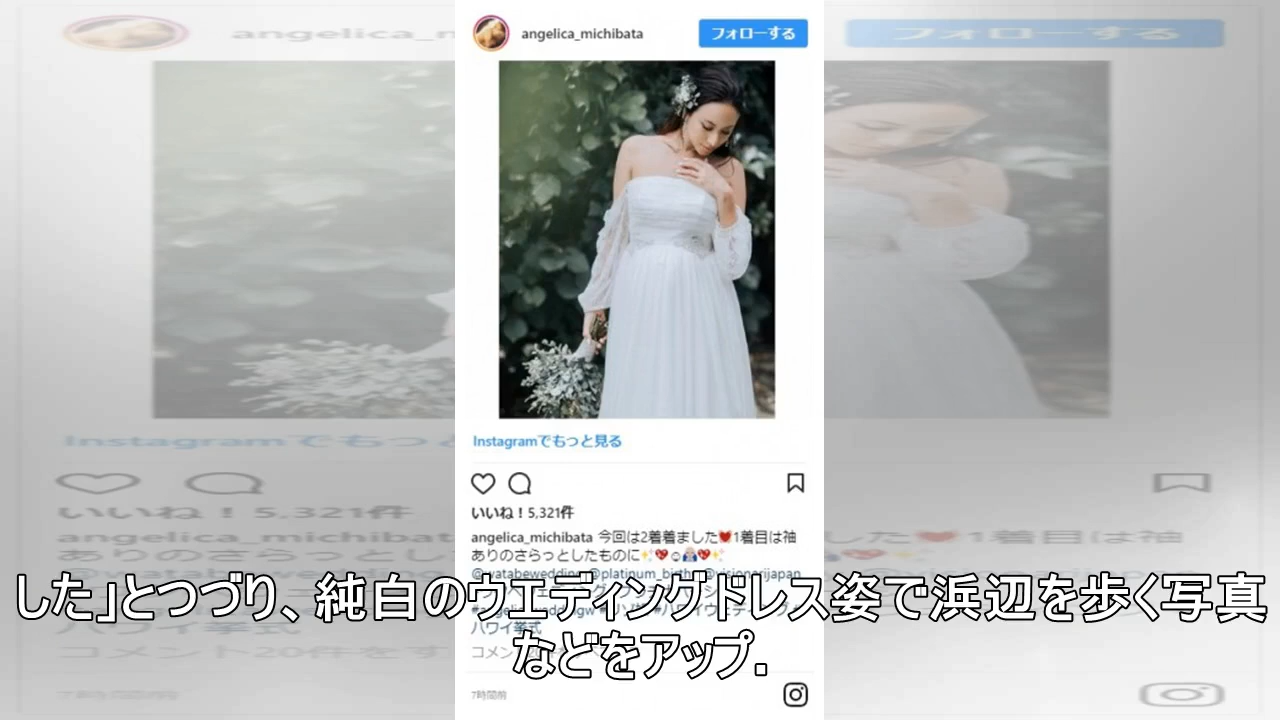 angelica_michibata
フォローする
Instagramでもっと見る
いいね!5,321件
angelica_michibata 今回は2着着ました💓1着目は袖
ありのさらっとしたものに✨💖☺👰💖✨
@watabewedding @platinum_birth @visionarijapan
ハワイ挙式
した」とつづり、純白のウエディングドレス姿で浜辺を歩く写真
などをアップ.
7時間前